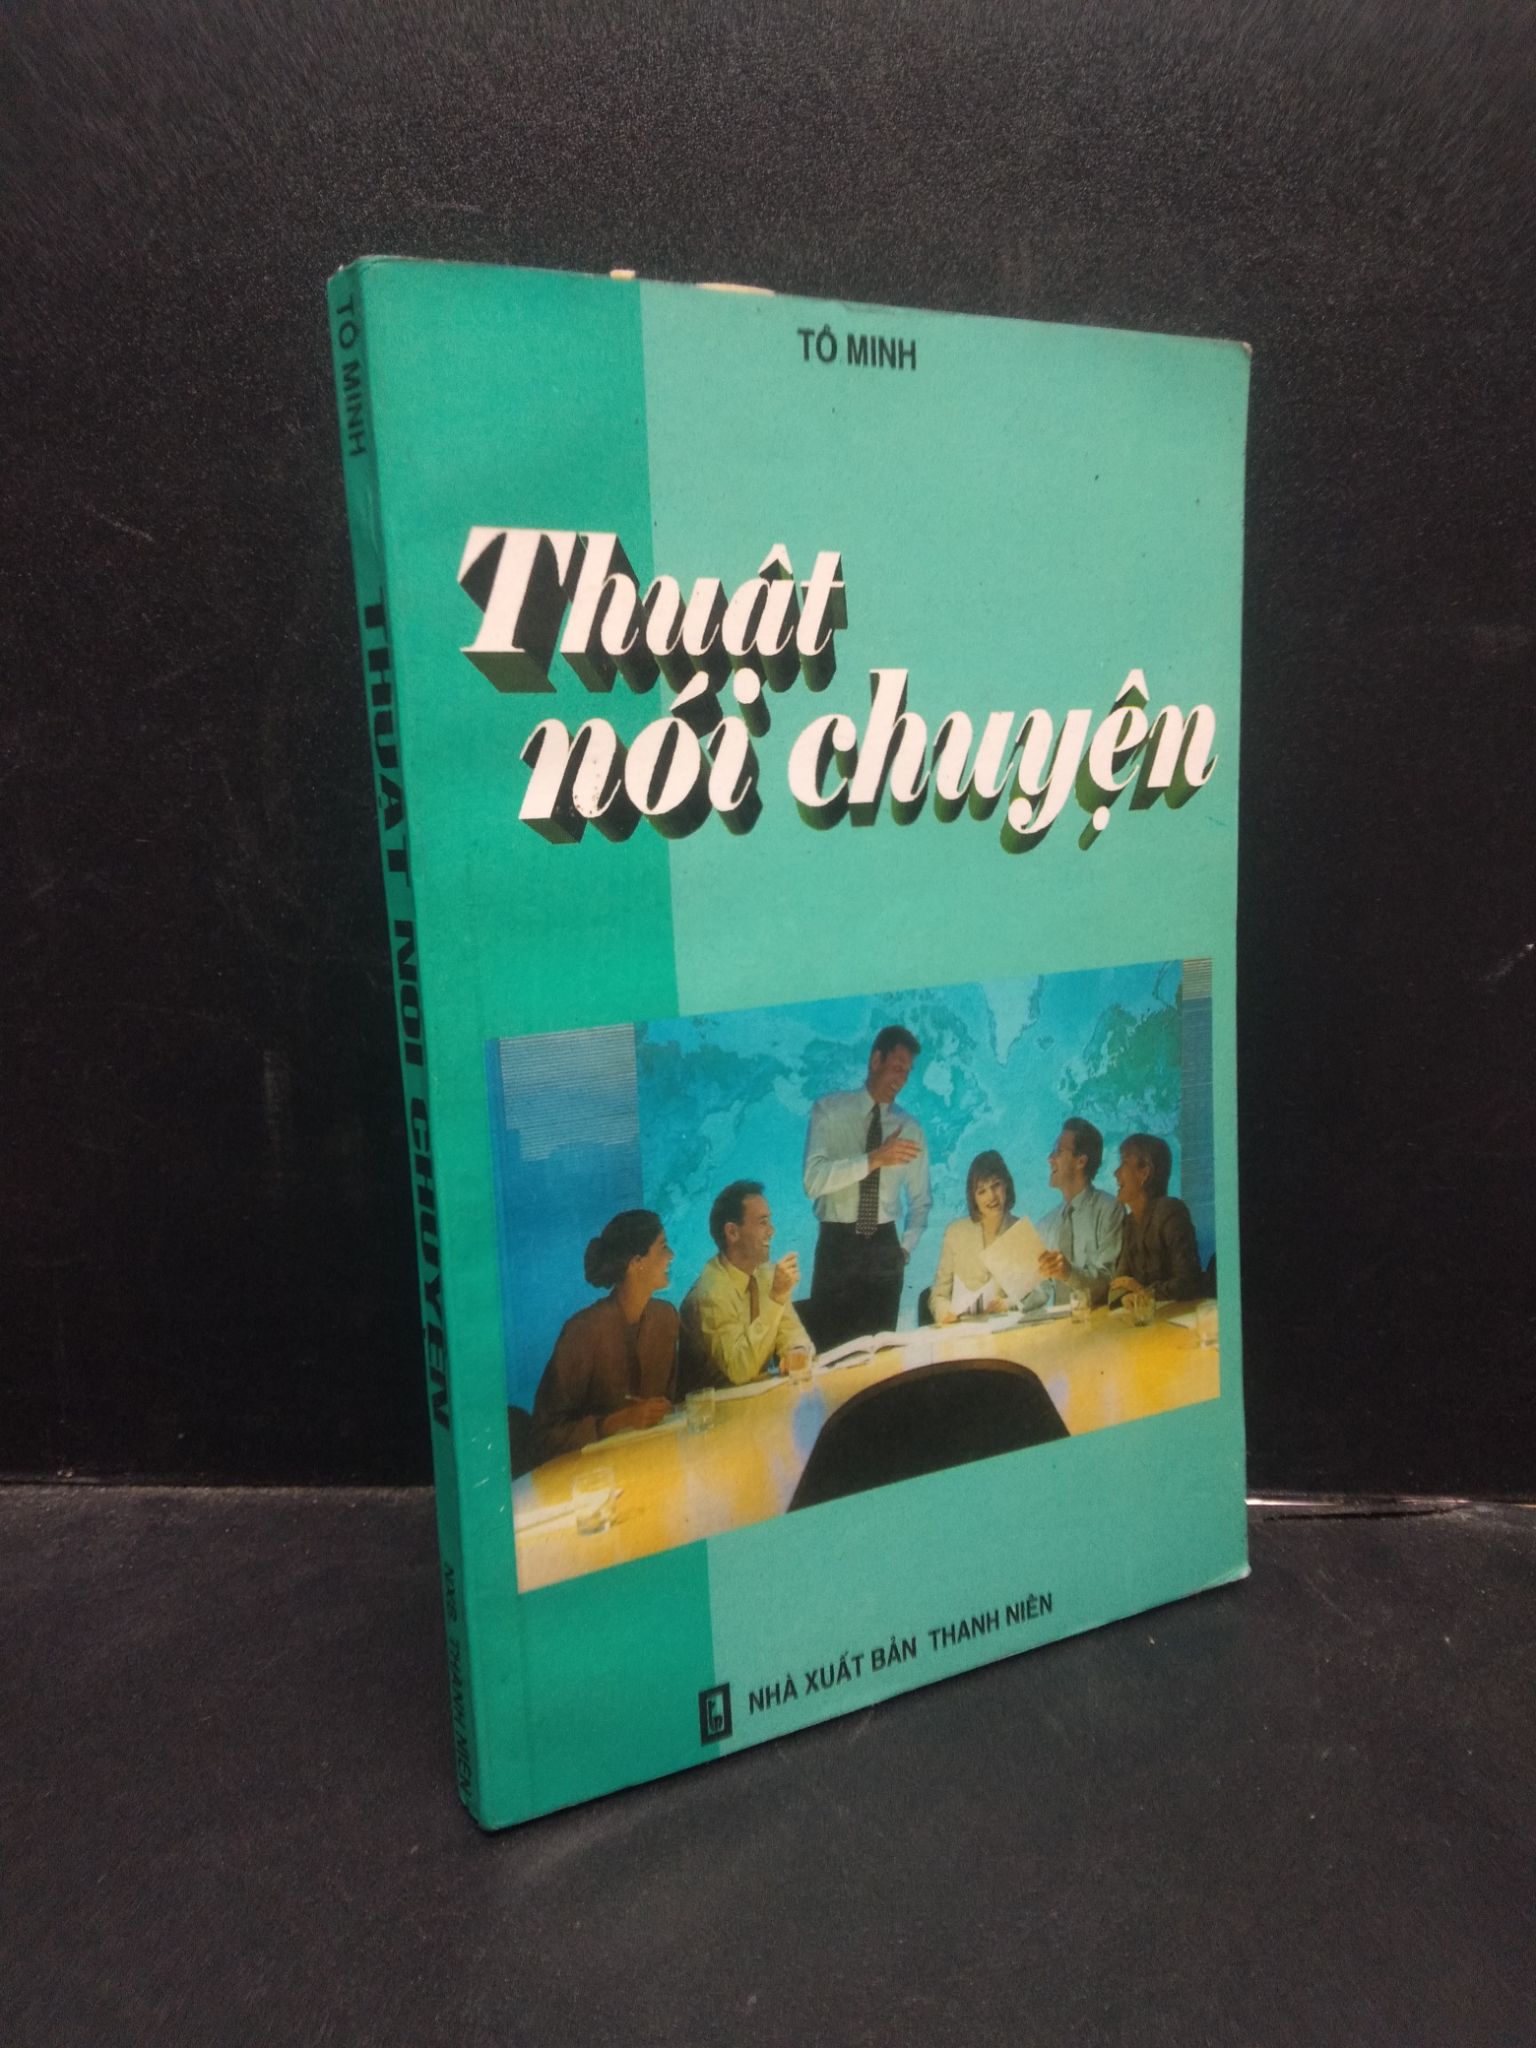 TÔ MINH
Thuật
nói chuyện
NHÀ XUẤT BẢN THANH NIÊN
TÔ MINH THUẬT NÓI CHUYỆN NXB THANH NIÊN